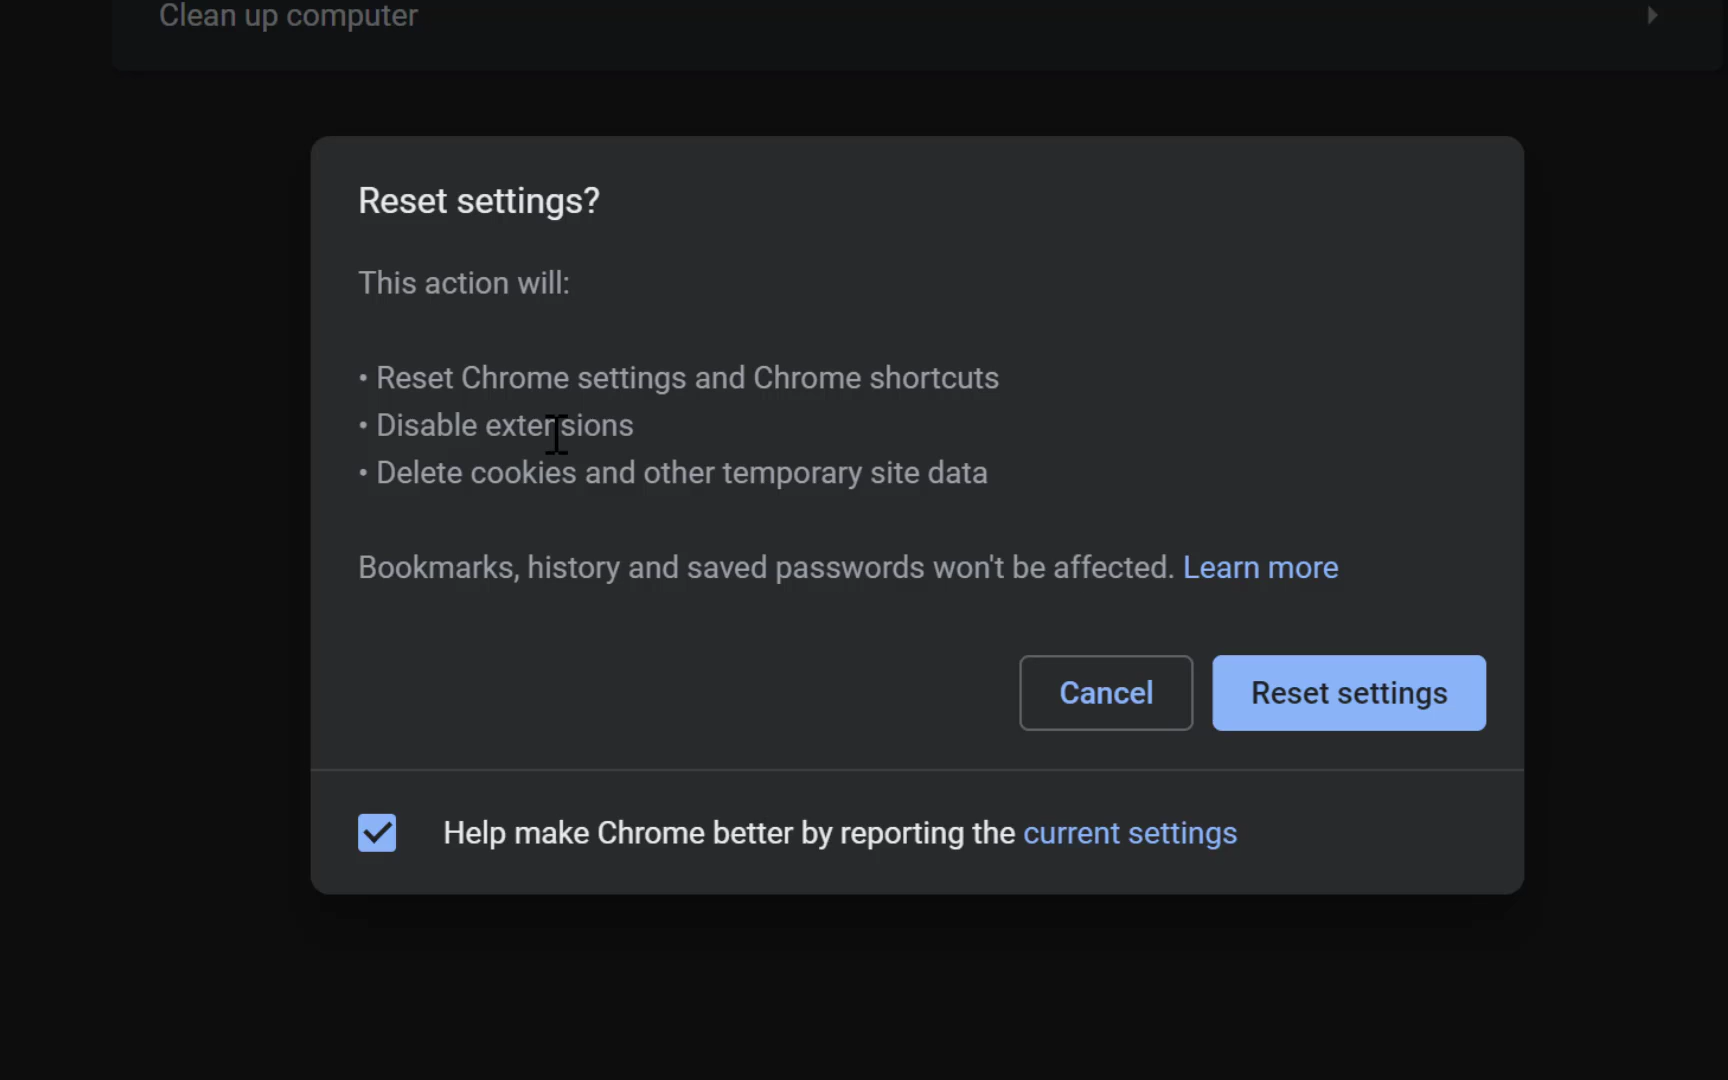 Clean up computer
Reset settings?
This action will:
• Reset Chrome settings and Chrome shortcuts
• Disable extensions
• Delete cookies and other temporary site data
Bookmarks, history and saved passwords won't be affected. Learn more
Cancel
Reset settings
Help make Chrome better by reporting the current settings